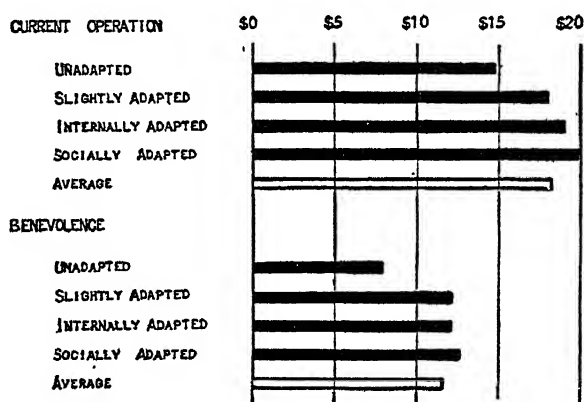 CURRENT OPERATION $0 $5 $10 $15 $20
UNADAPTED
SLIGHTLY ADAPTED
INTERNALLY ADAPTED
SOCIALLY ADAPTED
AVERAGE
BENEVOLENCE
UNADAPTED
SLIGHTLY ADAPTED
INTERNALLY ADAPTED
SOCIALLY ADAPTED
AVERAGE